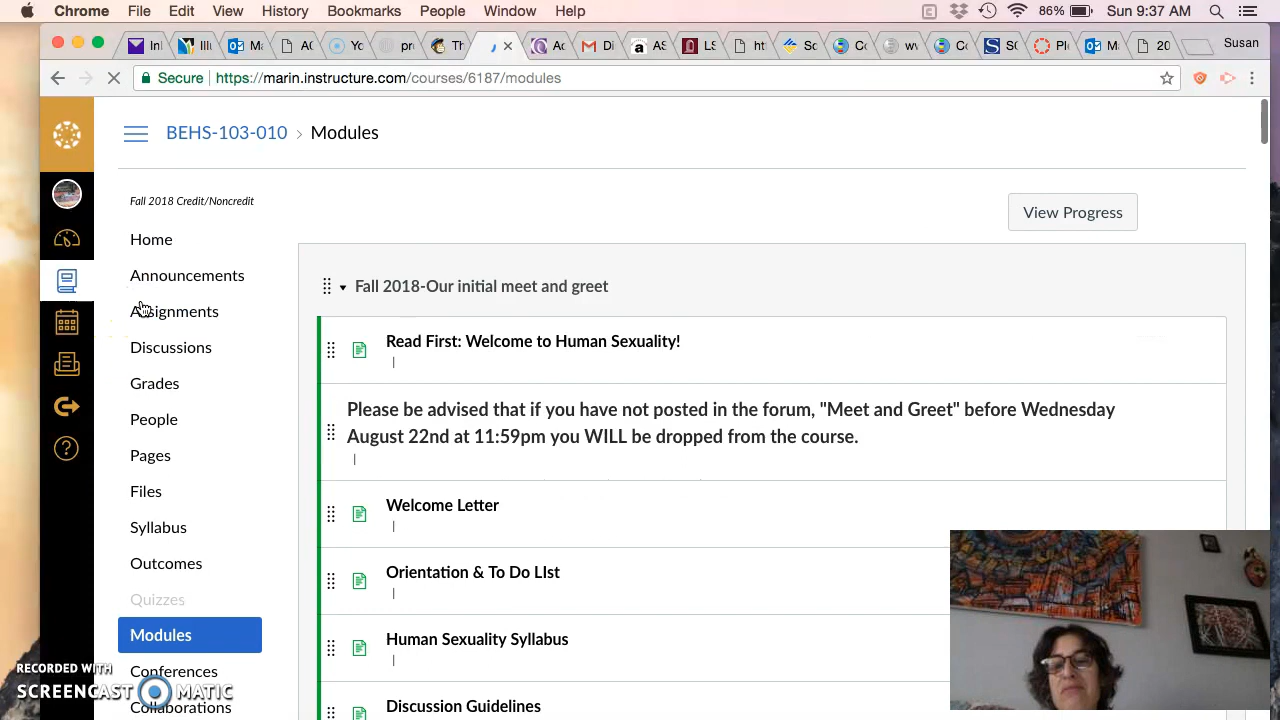 Chrome File Edit View History Bookmarks People Window Help 86% Sun 9:37 AM
Susan
Secure https://marin.instructure.com/courses/6187/modules
BEHS-103-010 > Modules
Fall 2018 Credit/Noncredit
View Progress
Home
Announcements
Assignments
Discussions
Grades
People
Pages
Files
Syllabus
Outcomes
Quizzes
Modules
Conferences
Collaborations
Fall 2018-Our initial meet and greet
Read First: Welcome to Human Sexuality!
Please be advised that if you have not posted in the forum, "Meet and Greet" before Wednesday
August 22nd at 11:59pm you WILL be dropped from the course.
Welcome Letter
Orientation & To Do LIst
Human Sexuality Syllabus
Discussion Guidelines
RECORDED WITH
SCREENCAST MATIC